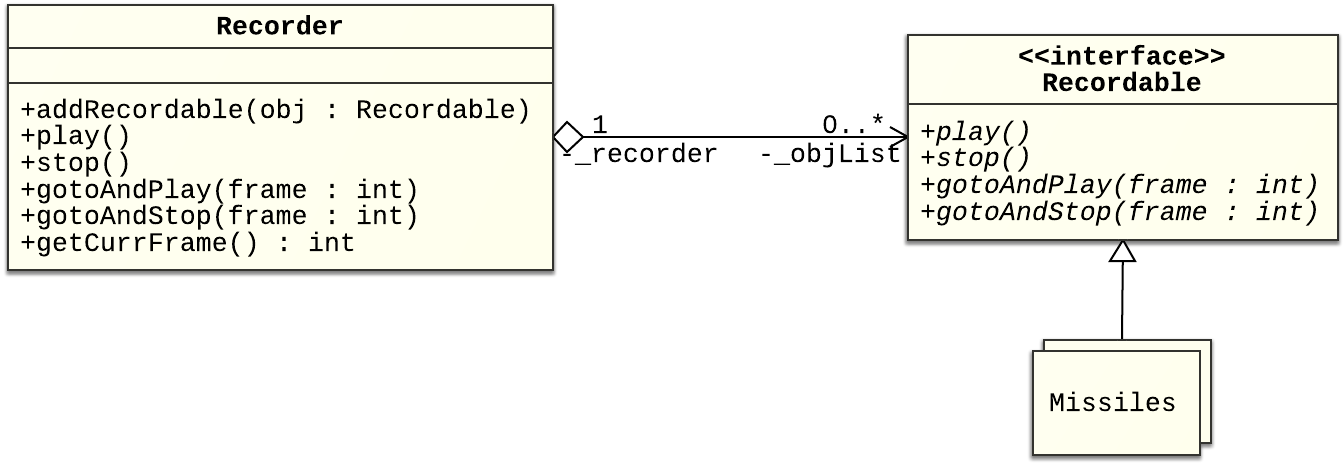 Recorder
+addRecordable(obj : Recordable)
+play()
+stop()
+gotoAndPlay(frame : int)
+gotoAndStop(frame : int)
+getCurrFrame() : int
1
0..*
-_recorder
-_objList
<<interface>>
Recordable
+play()
+stop()
+gotoAndPlay(frame : int)
+gotoAndStop(frame : int)
Missiles